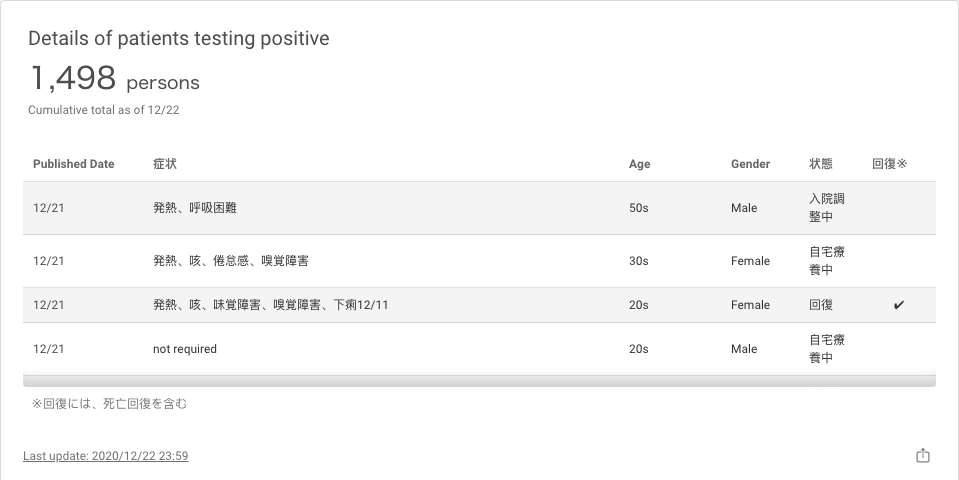 Details of patients testing positive
1,498 persons
Cumulative total as of 12/22
Published Date 症状 Age Gender 状態 回復※
12/21 発熱、呼吸困難 50s Male 入院調
整中
12/21 発熱、咳、倦怠感、嗅覚障害 30s Female 自宅療
養中
12/21 発熱、咳、味覚障害、嗅覚障害、下痢12/11 20s Female 回復 ✔
12/21 not required 20s Male 自宅療
養中
※回復には、死亡回復を含む
Last update: 2020/12/22 23:59